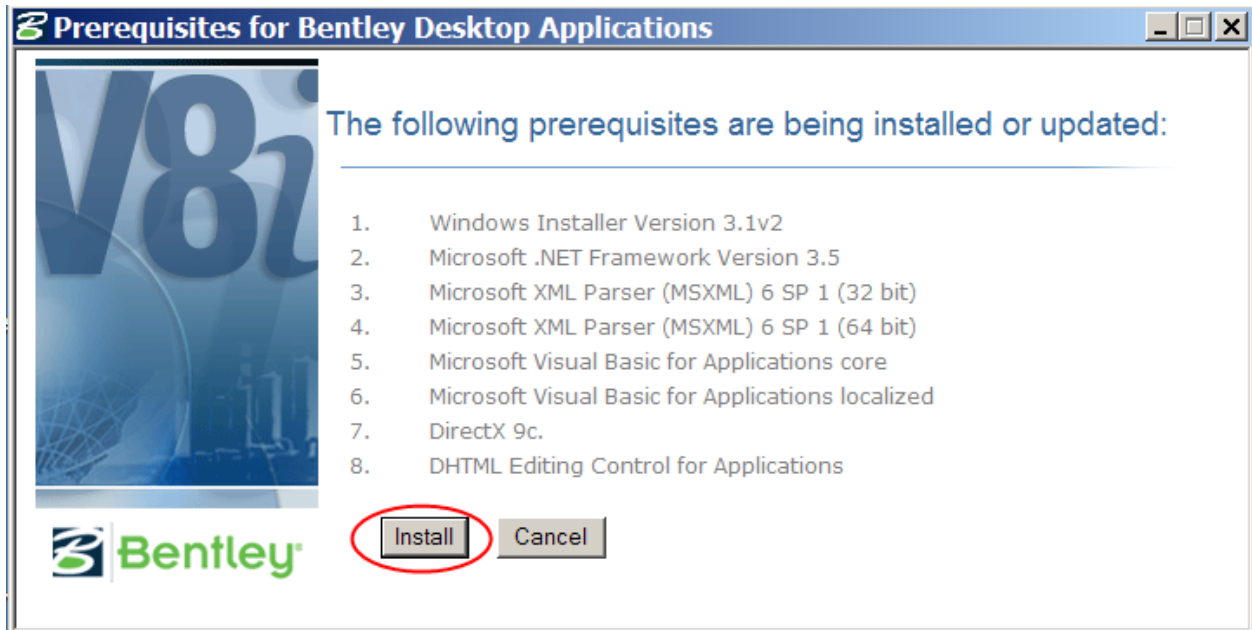 Prerequisites for Bentley Desktop Applications
V8i
The following prerequisites are being installed or updated:
1. Windows Installer Version 3.1v2
2. Microsoft .NET Framework Version 3.5
3. Microsoft XML Parser (MSXML) 6 SP 1 (32 bit)
4. Microsoft XML Parser (MSXML) 6 SP 1 (64 bit)
5. Microsoft Visual Basic for Applications core
6. Microsoft Visual Basic for Applications localized
7. DirectX 9c.
8. DHTML Editing Control for Applications
Install Cancel
Bentley